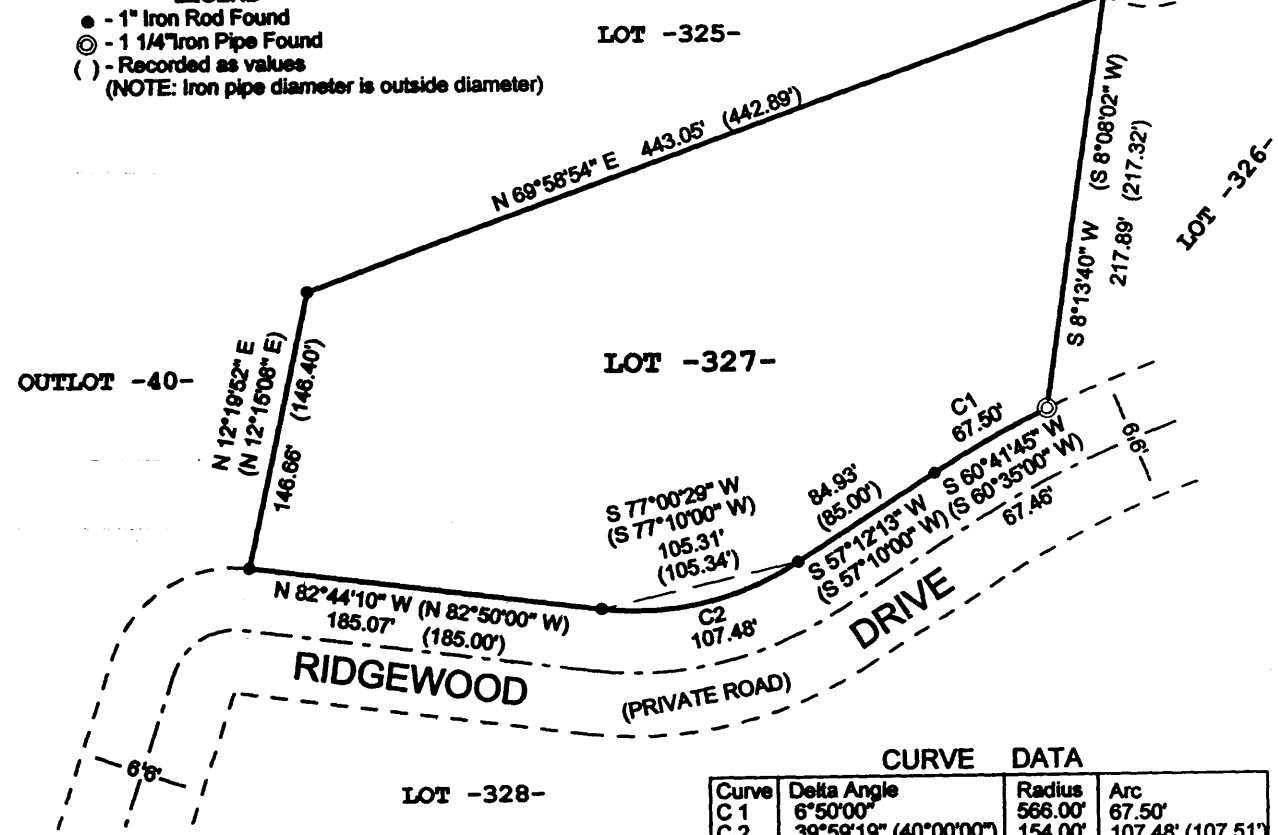 ● - 1" Iron Rod Found
◎ - 1 1/4"Iron Pipe Found
( ) - Recorded as values
(NOTE: Iron pipe diameter is outside diameter)
LOT -325-
N 69°58'54" E 443.05' (442.89')
S 8°13'40" W (S 8°08'02" W)
217.89' (217.32')
LOT -326-
OUTLOT -40-
N 12°19'52" E
(N 12°15'08" E)
146.66' (146.40')
LOT -327-
C1
67.50'
S 60°41'45" W
(S 60°35'00" W)
67.46'
84.93'
(85.00')
S 57°12'13" W
(S 57°10'00" W)
S 77°00'29" W
(S 77°10'00" W)
105.31'
(105.34')
C2
107.48'
N 82°44'10" W (N 82°50'00" W)
185.07' (185.00')
RIDGEWOOD DRIVE
(PRIVATE ROAD)
6'6'
6'6'
LOT -328-
CURVE DATA
Curve Delta Angle Radius Arc
C 1 6°50'00" 566.00' 67.50'
C 2 39°59'19" (40°00'00") 154.00' 107.48' (107.51')